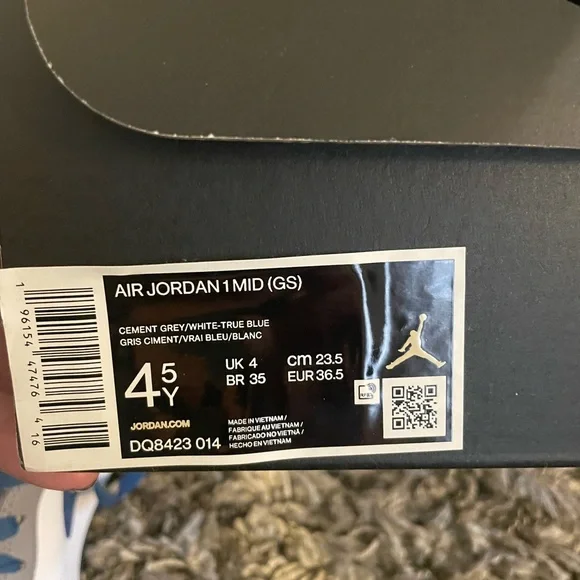 AIR JORDAN 1 MID (GS)
CEMENT GREY/WHITE-TRUE BLUE
GRIS CIMENT/VRAI BLEU/BLANC
4 5 Y
UK 4
CM 23.5
BR 35
EUR 36.5
JORDAN.COM
DQ8423 014
MADE IN VIETNAM /
FABRIQUÉ AU VIETNAM /
FABRICADO NO VIETNÃ /
HECHO EN VIETNAM
1 96154 47476 4 16